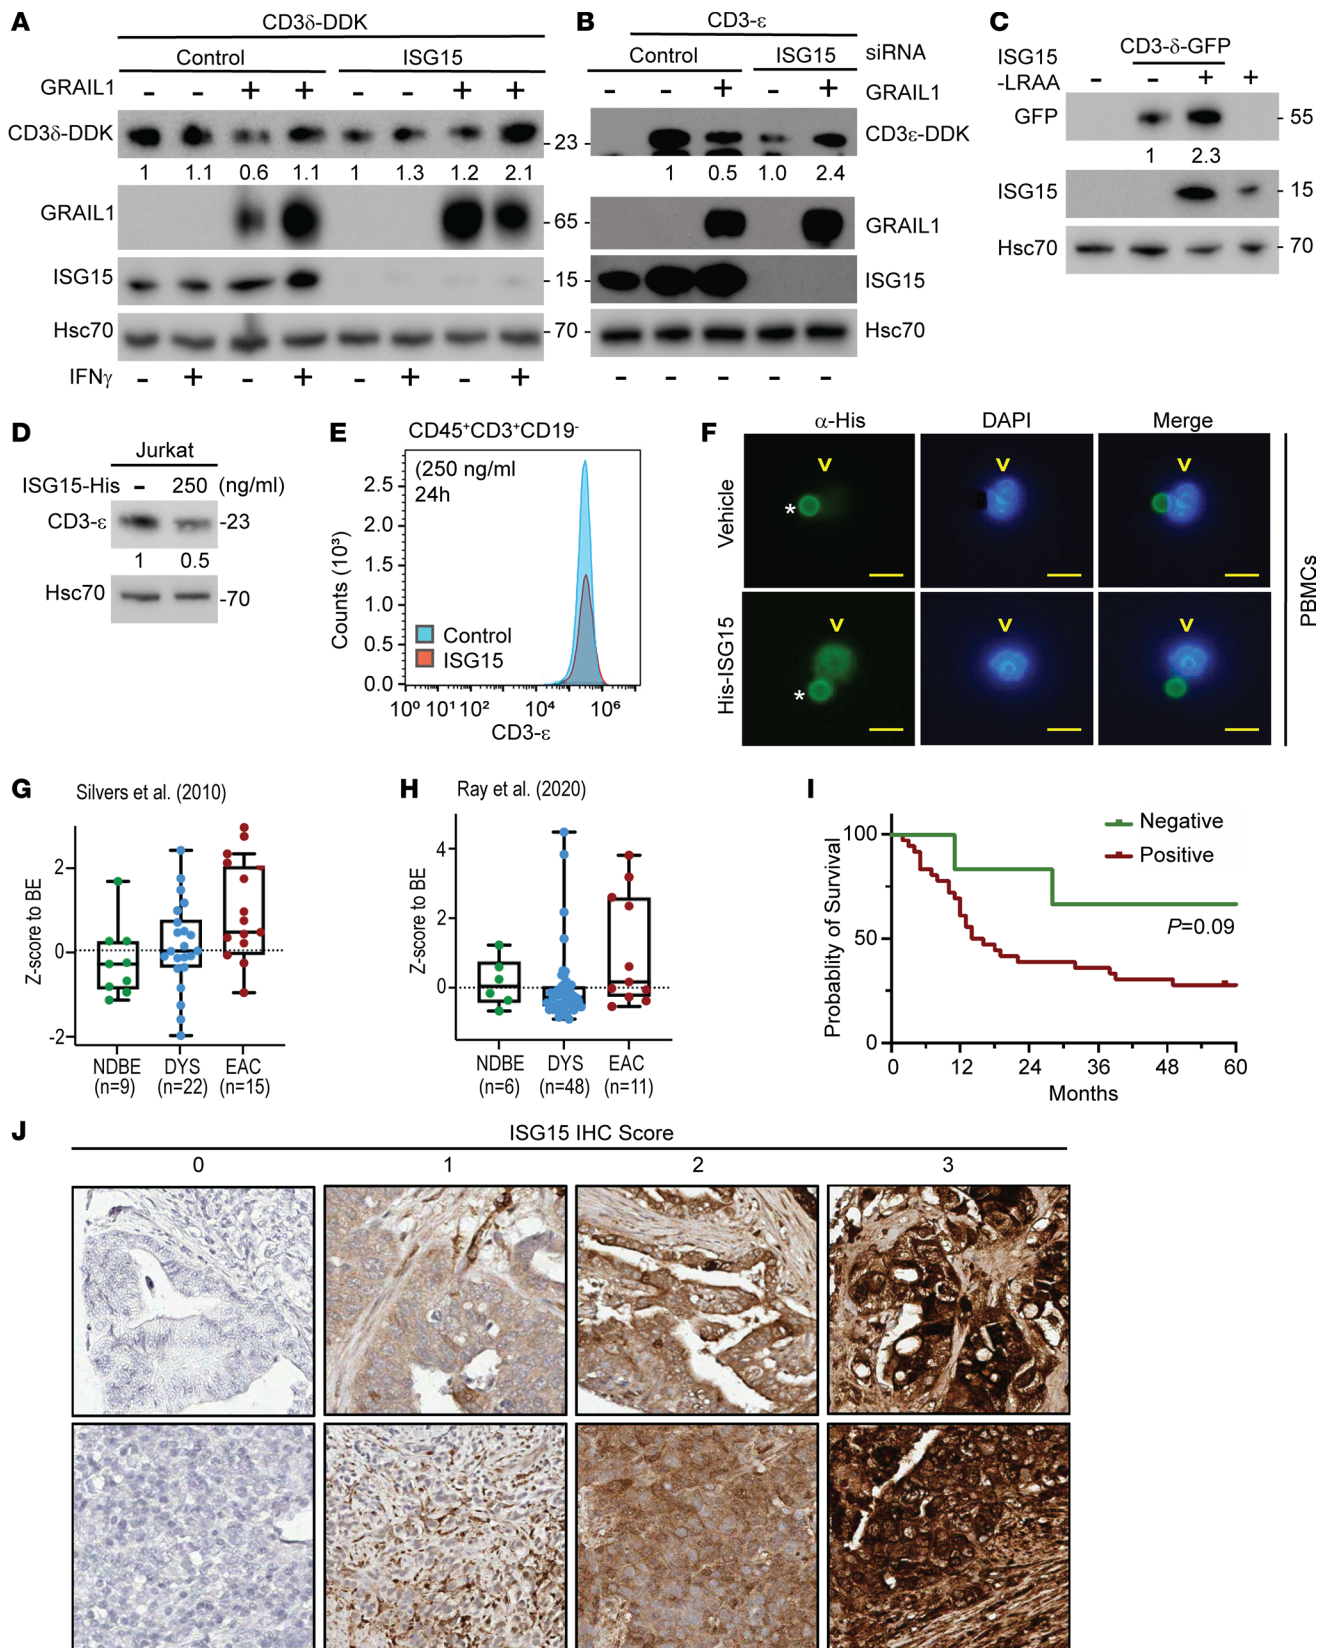 A
CD3δ-DDK
Control ISG15
GRAIL1 - - + + - - + +
CD3δ-DDK - 23
1 1.1 0.6 1.1 1 1.3 1.2 2.1
GRAIL1 - 65
ISG15 - 15
Hsc70 - 70
IFNγ - + - + - + - +
B
CD3-ε
Control ISG15 siRNA
- - + - + GRAIL1
23 - CD3ε-DDK
1 0.5 1.0 2.4
65 - GRAIL1
15 - ISG15
70 - Hsc70
- - - - -
C
ISG15 CD3-δ-GFP
-LRAA - - + +
GFP - 55
1 2.3
ISG15 - 15
Hsc70 - 70
D
Jurkat
ISG15-His - 250 (ng/ml)
CD3-ε -23
1 0.5
Hsc70 -70
E
CD45⁺CD3⁺CD19⁻
(250 ng/ml
24h
Counts (10³)
2.5
2.0
1.5
1.0
0.5
0.0
Control
ISG15
10⁰ 10¹ 10² 10⁴ 10⁶
CD3-ε
F
α-His DAPI Merge
Vehicle
V V V
*
His-ISG15
V V V
*
PBMCs
G
Silvers et al. (2010)
Z-score to BE
2
0
-2
NDBE DYS EAC
(n=9) (n=22) (n=15)
H
Ray et al. (2020)
Z-score to BE
4
2
0
NDBE DYS EAC
(n=6) (n=48) (n=11)
I
Probablity of Survival
100
50
0
Negative
Positive
P=0.09
0 12 24 36 48 60
Months
J
ISG15 IHC Score
0 1 2 3